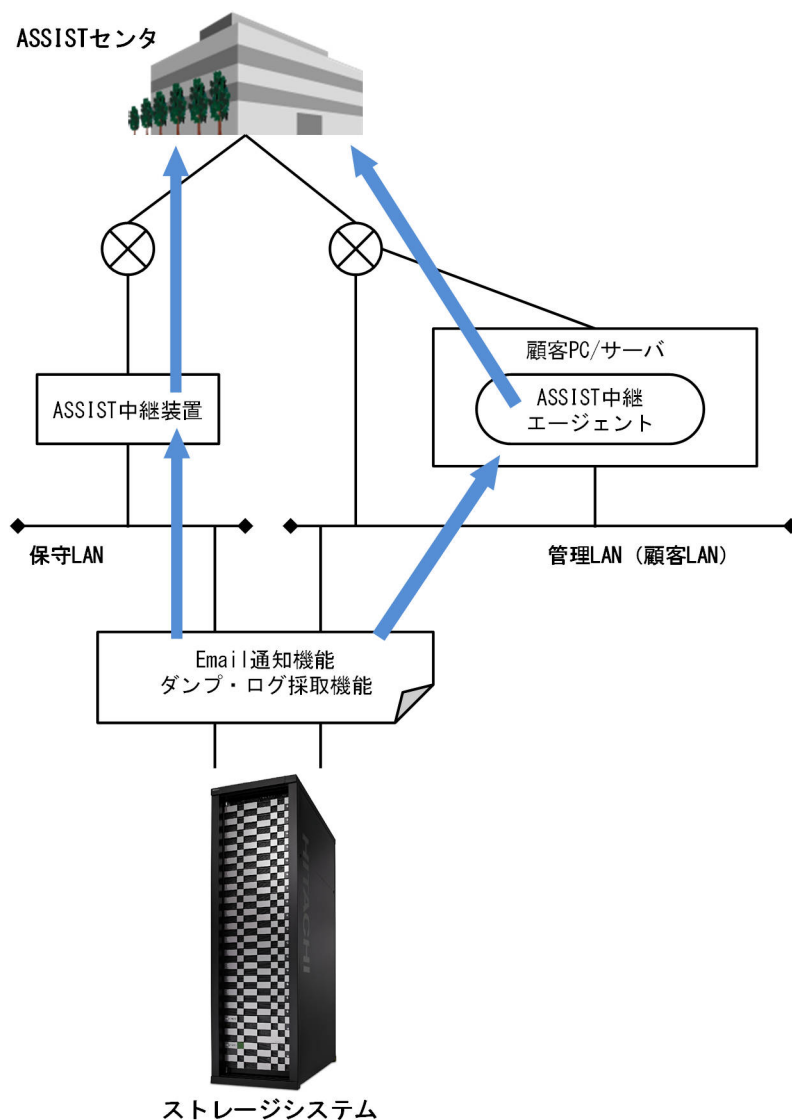 ASSISTセンタ
顧客PC/サーバ
ASSIST中継
エージェント
ASSIST中継装置
保守LAN
管理LAN（顧客LAN）
Email通知機能
ダンプ・ログ採取機能
HITACHI
ストレージシステム